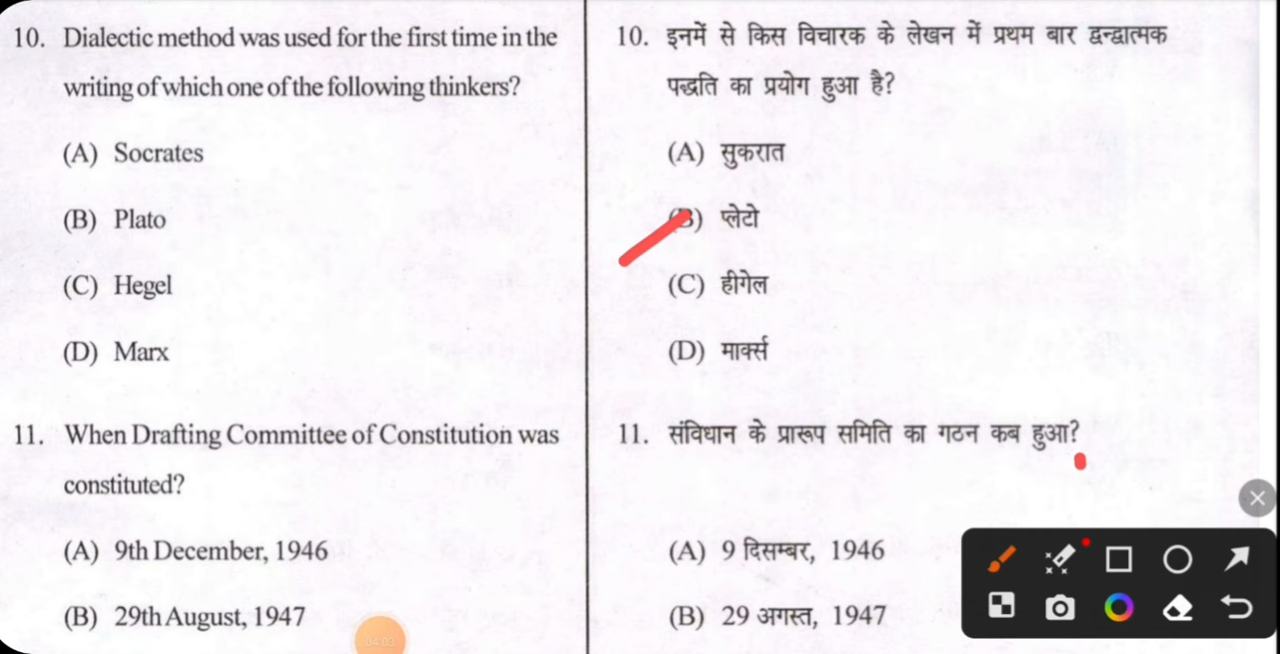 10. Dialectic method was used for the first time in the
writing of which one of the following thinkers?
(A) Socrates
(B) Plato
(C) Hegel
(D) Marx
11. When Drafting Committee of Constitution was
constituted?
(A) 9th December, 1946
(B) 29th August, 1947
04:00
10. इनमें से किस विचारक के लेखन में प्रथम बार द्वन्द्वात्मक
पद्धति का प्रयोग हुआ है?
(A) सुकरात
(B) प्लेटो
(C) हीगेल
(D) मार्क्स
11. संविधान के प्रारूप समिति का गठन कब हुआ?
(A) 9 दिसम्बर, 1946
(B) 29 अगस्त, 1947